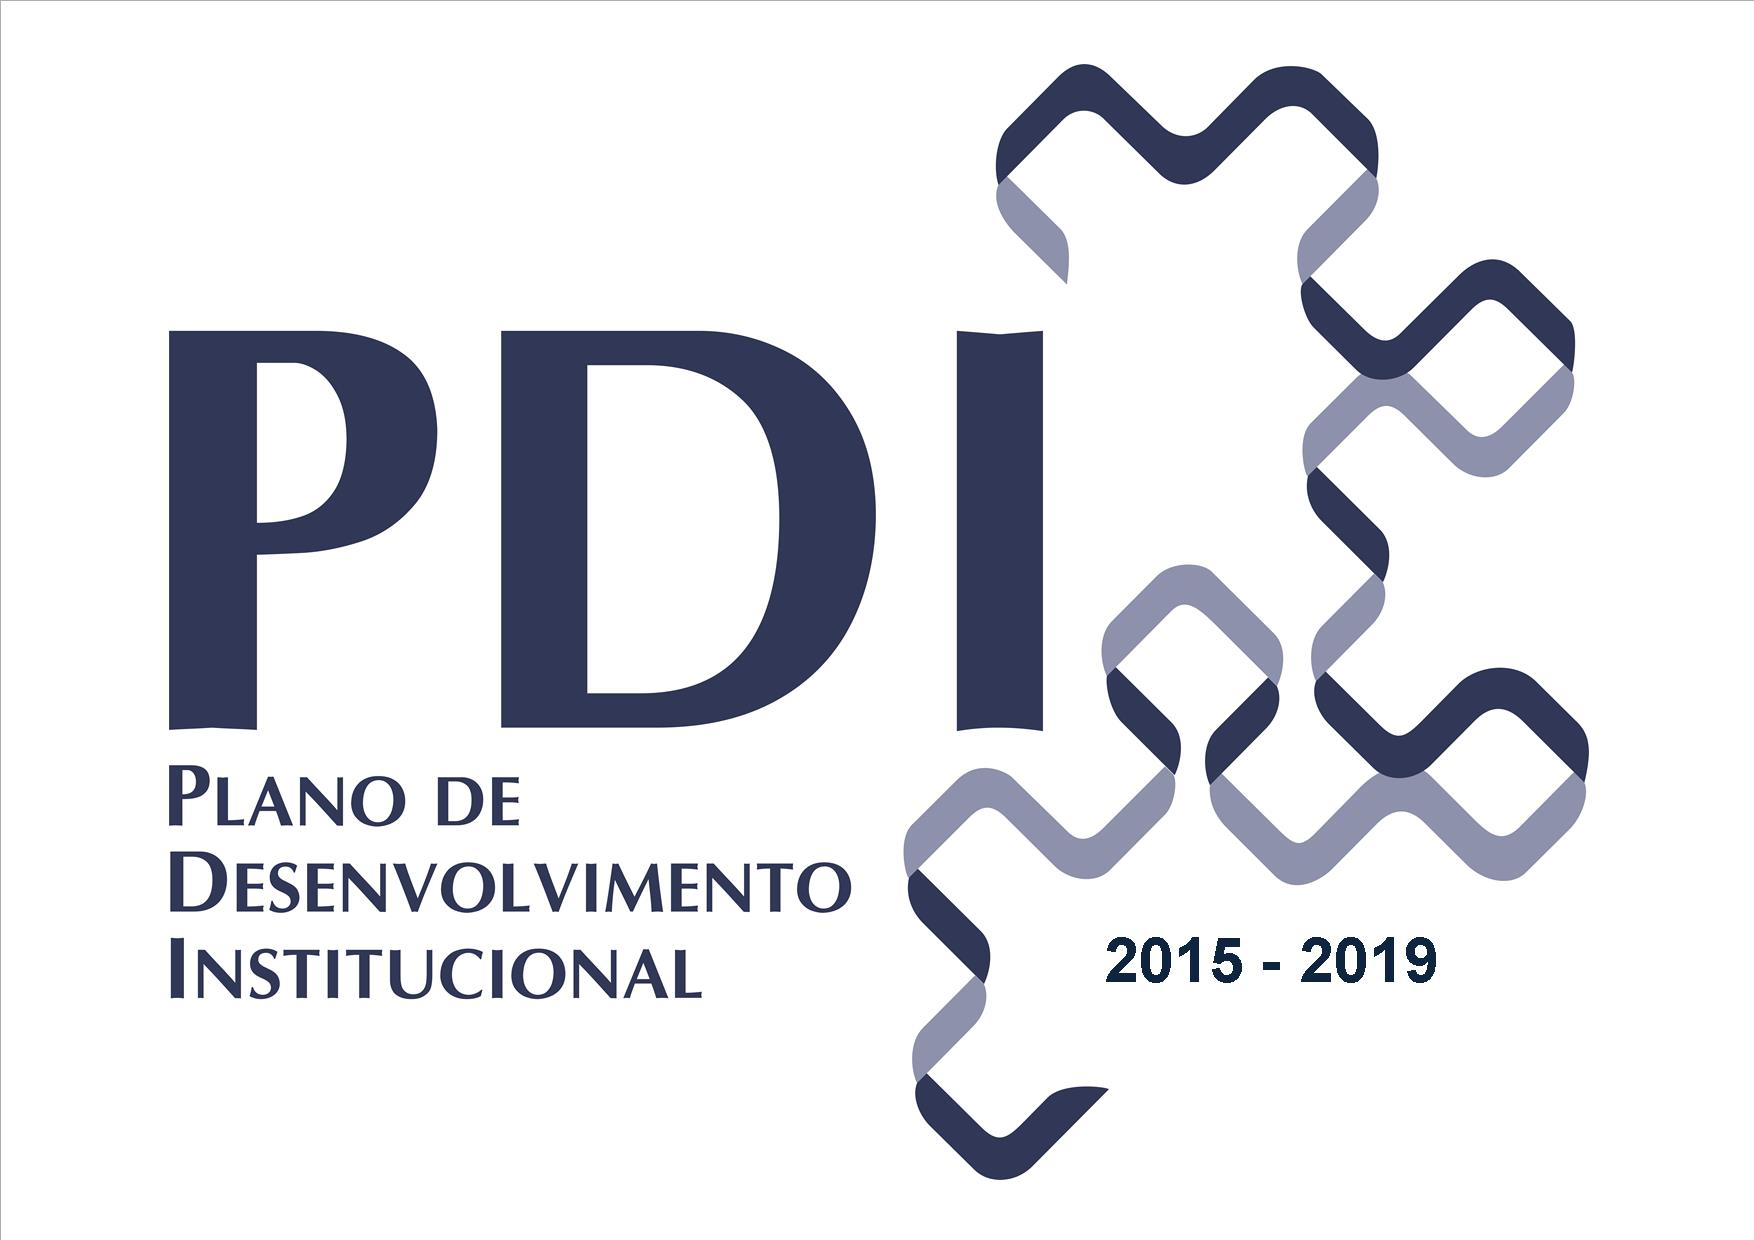 PDI
PLANO DE
DESENVOLVIMENTO
INSTITUCIONAL
2015 - 2019